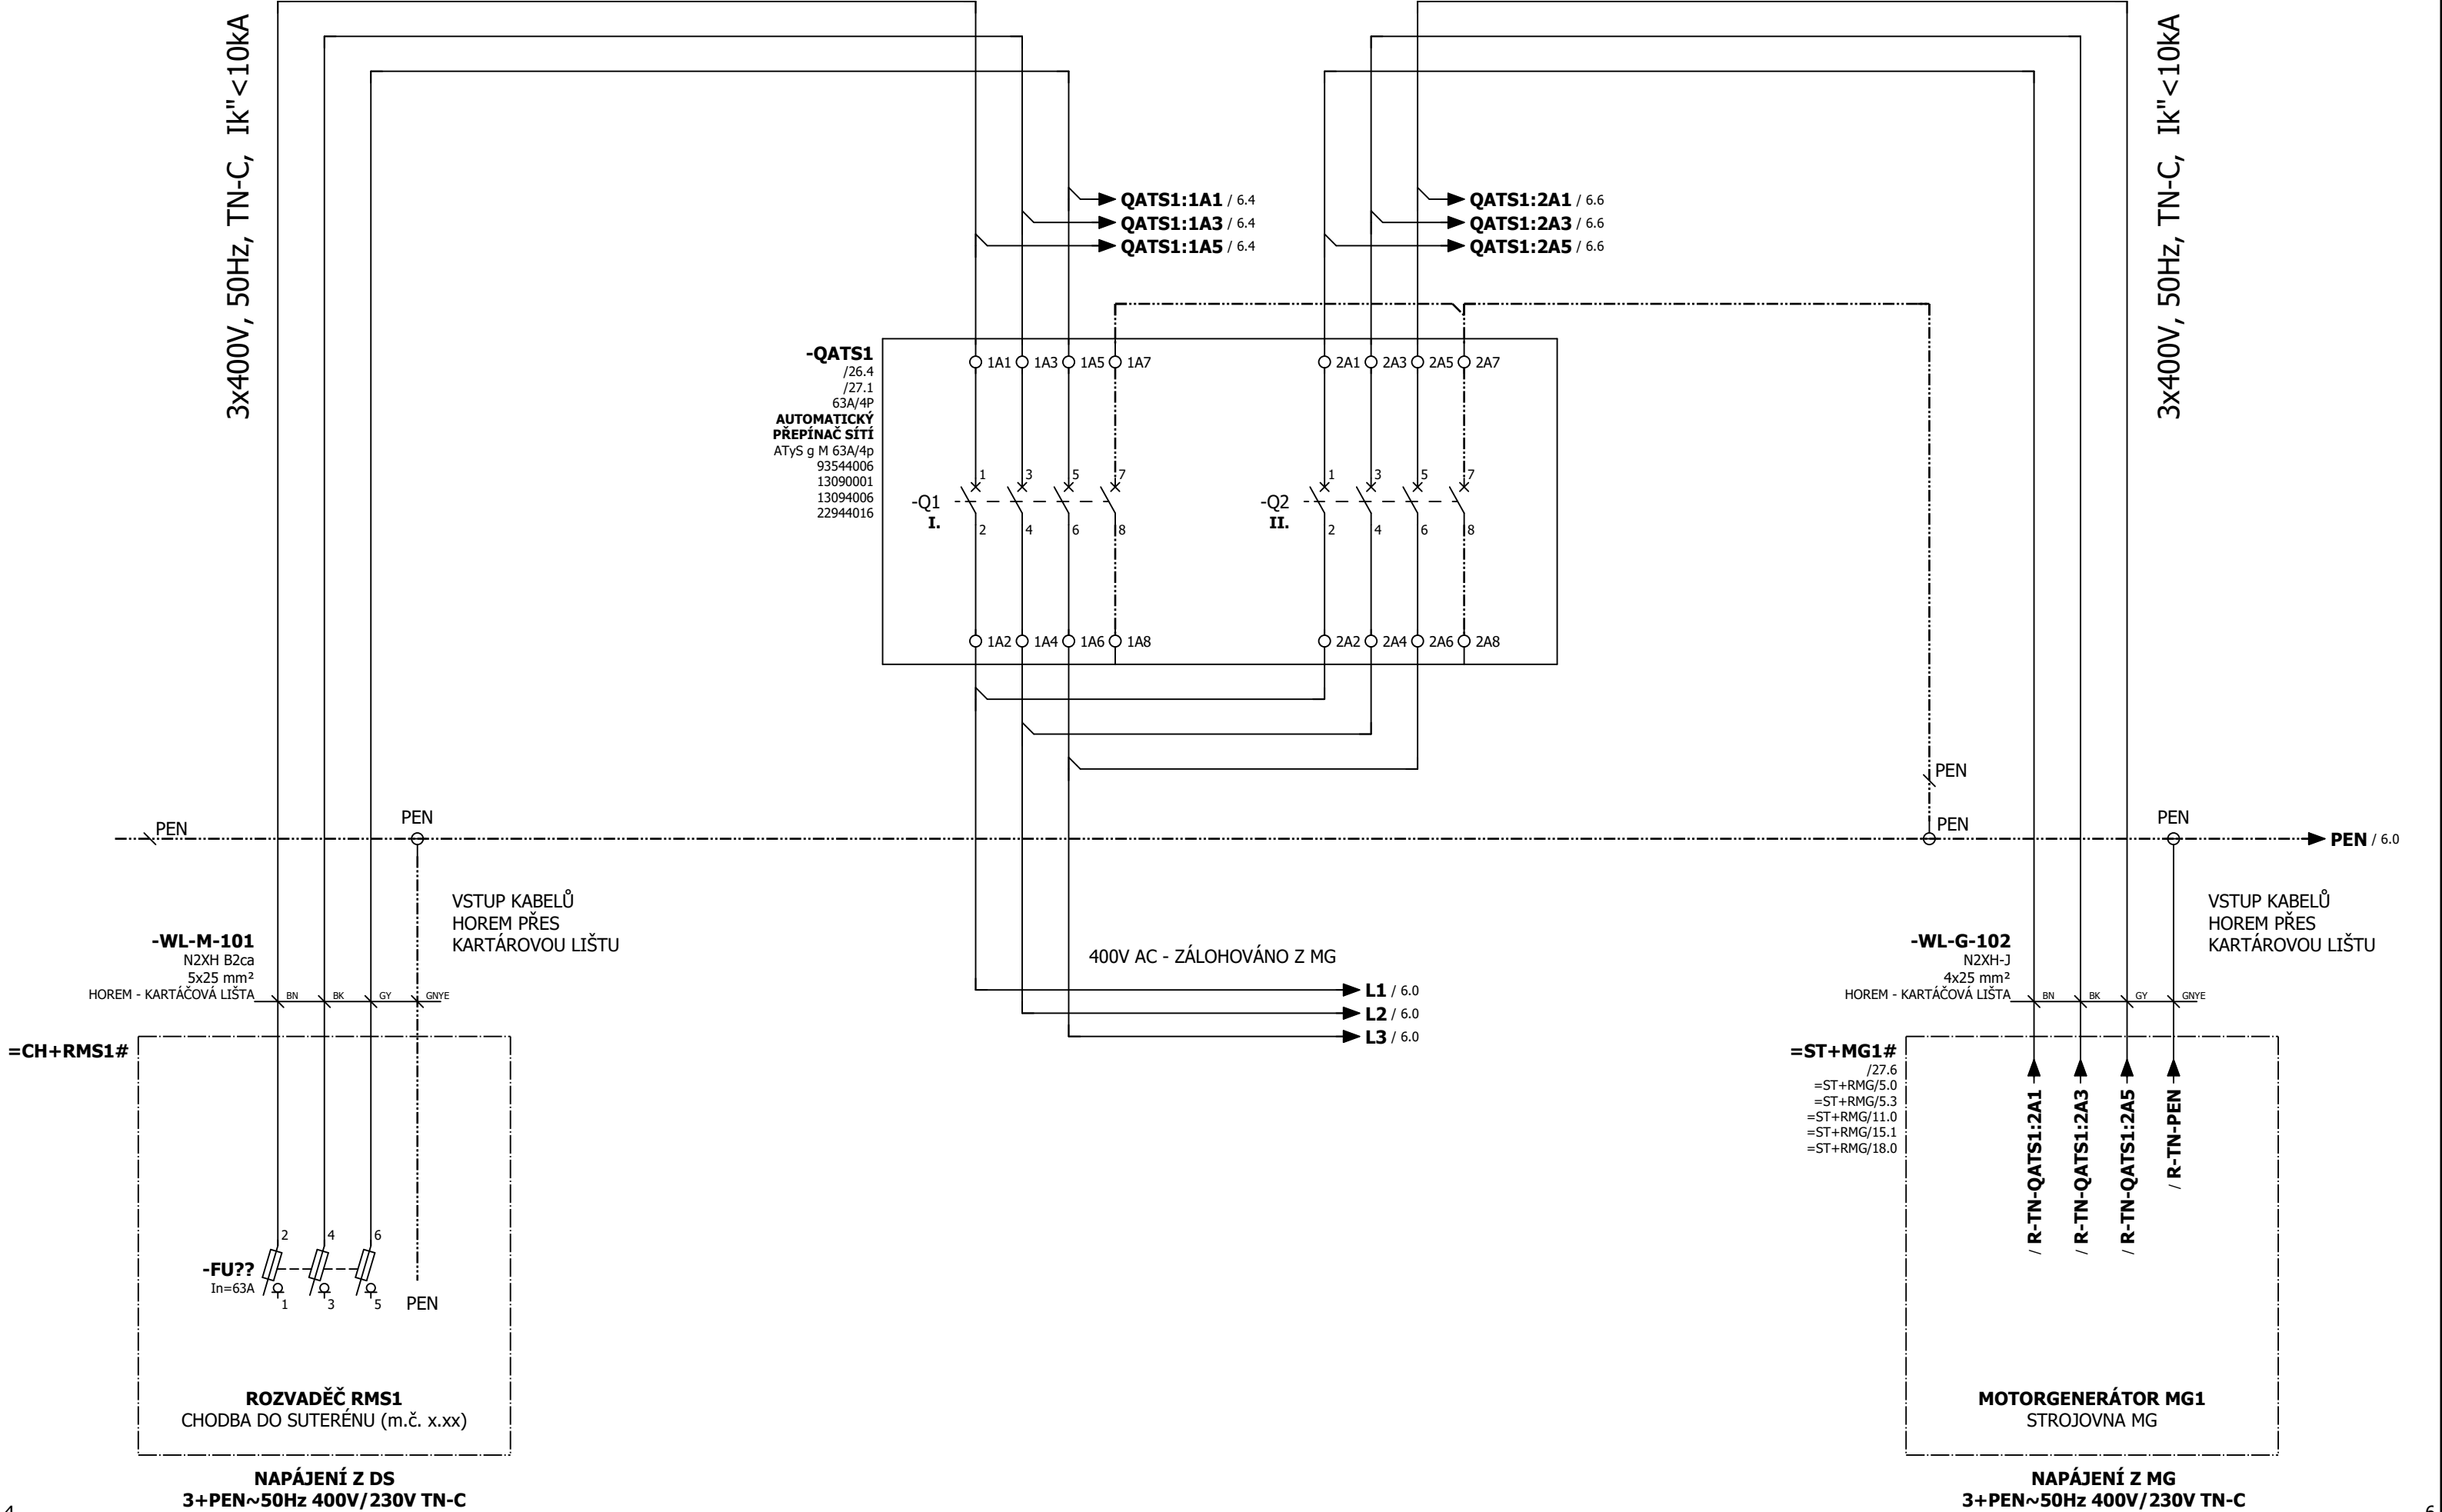 3x400V, 50Hz, TN-C, Ik"<10kA
3x400V, 50Hz, TN-C, Ik"<10kA
QATS1:1A1 / 6.4
QATS1:1A3 / 6.4
QATS1:1A5 / 6.4
QATS1:2A1 / 6.6
QATS1:2A3 / 6.6
QATS1:2A5 / 6.6
-QATS1
/26.4
/27.1
63A/4P
AUTOMATICKÝ
PŘEPÍNAČ SÍTÍ
ATyS g M 63A/4p
93544006
13090001
13094006
22944016
1A1 1A3 1A5 1A7
2A1 2A3 2A5 2A7
-Q1
I.
1 3 5 7
2 4 6 8
-Q2
II.
1 3 5 7
2 4 6 8
1A2 1A4 1A6 1A8
2A2 2A4 2A6 2A8
PEN
PEN
PEN
PEN
PEN
PEN / 6.0
VSTUP KABELŮ
HOREM PŘES
KARTÁROVOU LIŠTU
-WL-M-101
N2XH B2ca
5x25 mm²
HOREM - KARTÁČOVÁ LIŠTA
BN BK GY GNYE
400V AC - ZÁLOHOVÁNO Z MG
L1 / 6.0
L2 / 6.0
L3 / 6.0
VSTUP KABELŮ
HOREM PŘES
KARTÁROVOU LIŠTU
-WL-G-102
N2XH-J
4x25 mm²
HOREM - KARTÁČOVÁ LIŠTA
BN BK GY GNYE
=CH+RMS1#
2 4 6
-FU??
In=63A
1 3 5
PEN
ROZVADĚČ RMS1
CHODBA DO SUTERÉNU (m.č. x.xx)
NAPÁJENÍ Z DS
3+PEN~50Hz 400V/230V TN-C
=ST+MG1#
/27.6
=ST+RMG/5.0
=ST+RMG/5.3
=ST+RMG/11.0
=ST+RMG/15.1
=ST+RMG/18.0
/ R-TN-QATS1:2A1
/ R-TN-QATS1:2A3
/ R-TN-QATS1:2A5
/ R-TN-PEN
MOTORGENERÁTOR MG1
STROJOVNA MG
NAPÁJENÍ Z MG
3+PEN~50Hz 400V/230V TN-C